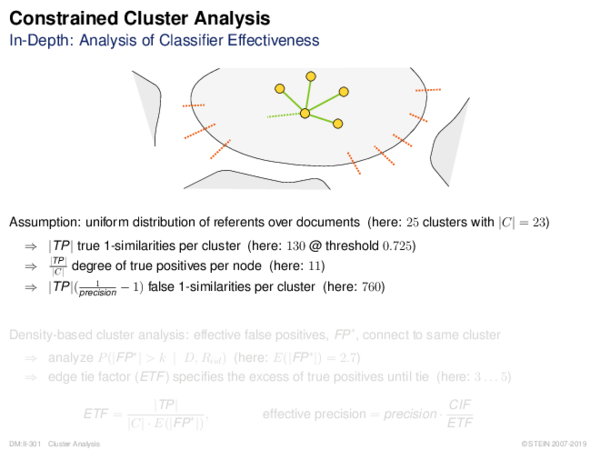 Constrained Cluster Analysis
In-Depth: Analysis of Classifier Effectiveness
Assumption: uniform distribution of referents over documents (here: 25 clusters with |C| = 23)
⇒ |TP| true 1-similarities per cluster (here: 130 @ threshold 0.725)
⇒ |TP|/|C| degree of true positives per node (here: 11)
⇒ |TP|(1/precision − 1) false 1-similarities per cluster (here: 760)
Density-based cluster analysis: effective false positives, FP*, connect to same cluster
⇒ analyze P(|FP*| > k | D, R_iid) (here: E(|FP*|) = 2.7)
⇒ edge tie factor (ETF) specifies the excess of true positives until tie (here: 3…5)
ETF = |TP| / (|C| · E(|FP*|)), effective precision = precision · CIF/ETF
DM:II-301 Cluster Analysis © STEIN 2007-2019